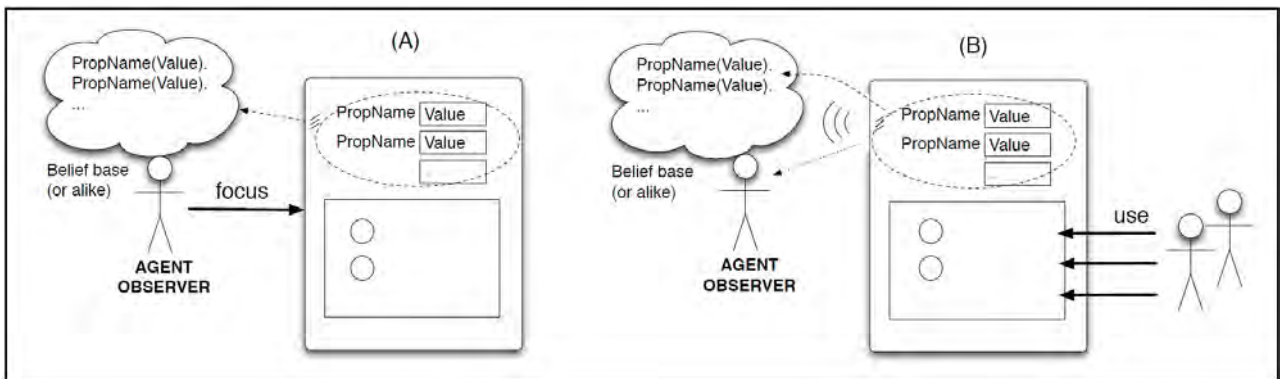 (A)
PropName(Value).
PropName(Value).
...
PropName Value
PropName Value
Belief base
(or alike)
focus
AGENT
OBSERVER
(B)
PropName(Value).
PropName(Value).
...
PropName Value
PropName Value
Belief base
(or alike)
use
AGENT
OBSERVER